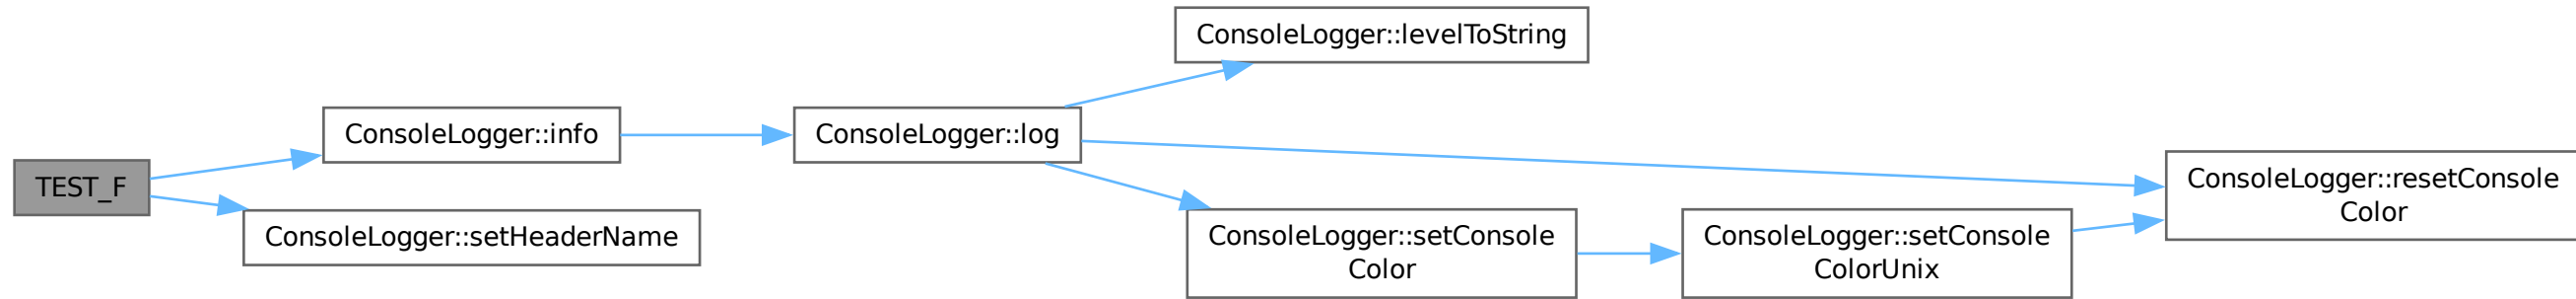 TEST_F
ConsoleLogger::info
ConsoleLogger::setHeaderName
ConsoleLogger::log
ConsoleLogger::levelToString
ConsoleLogger::setConsole
Color
ConsoleLogger::setConsole
ColorUnix
ConsoleLogger::resetConsole
Color